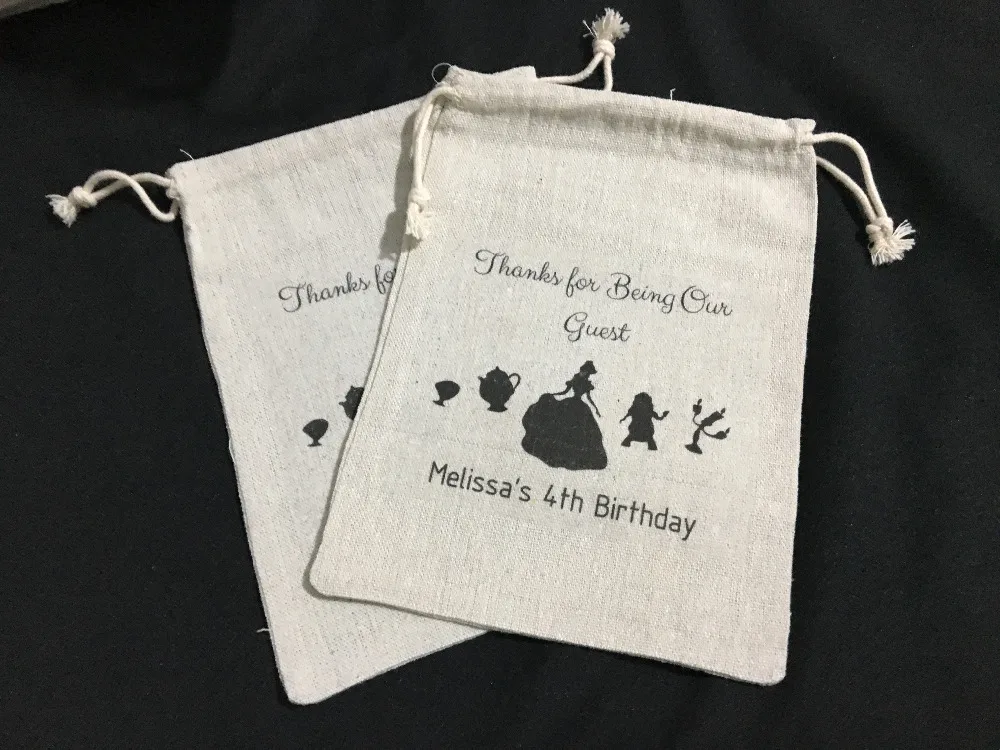 Thanks for Being Our
Guest
Melissa's 4th Birthday
Thanks fo